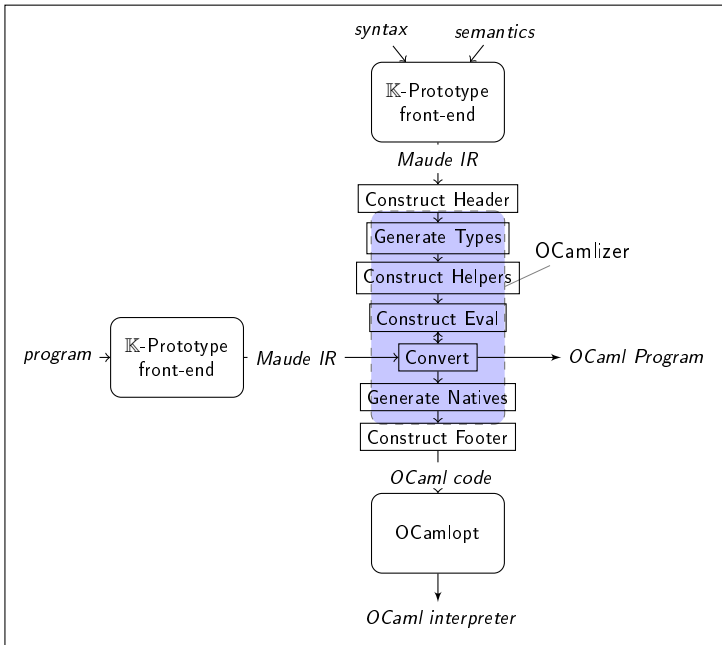 syntax
semantics
𝕂-Prototype
front-end
Maude IR
Construct Header
Generate Types
OCamlizer
Construct Helpers
Construct Eval
program
𝕂-Prototype
front-end
Maude IR
Convert
OCaml Program
Generate Natives
Construct Footer
OCaml code
OCamlopt
OCaml interpreter